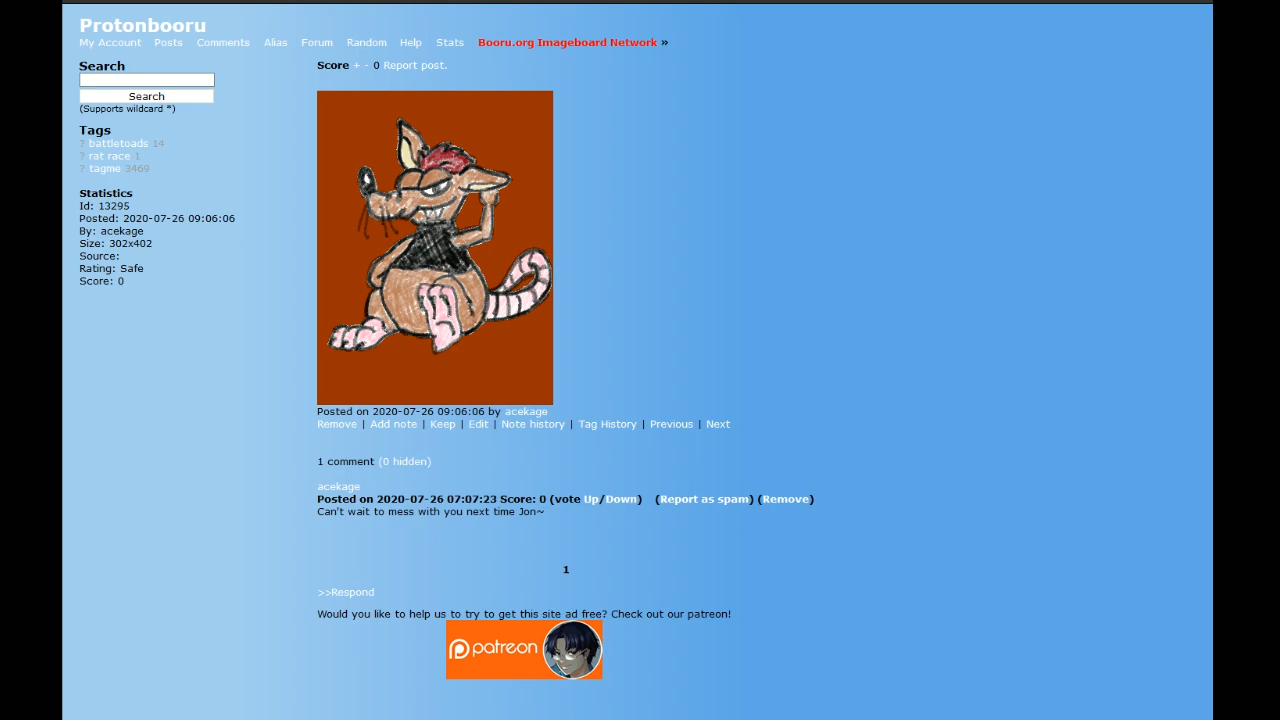 Protonbooru
My Account Posts Comments Alias Forum Random Help Stats Booru.org Imageboard Network »
Search
Search
(Supports wildcard *)
Tags
? battletoads 14
? rat race 1
? tagme 3469
Statistics
Id: 13295
Posted: 2020-07-26 09:06:06
By: acekage
Size: 302x402
Source:
Rating: Safe
Score: 0
Score + - 0 Report post.
Posted on 2020-07-26 09:06:06 by acekage
Remove | Add note | Keep | Edit | Note history | Tag History | Previous | Next
1 comment (0 hidden)
acekage
Posted on 2020-07-26 07:07:23 Score: 0 (vote Up/Down) (Report as spam) (Remove)
Can't wait to mess with you next time Jon~
1
>>Respond
Would you like to help us to try to get this site ad free? Check out our patreon!
patreon